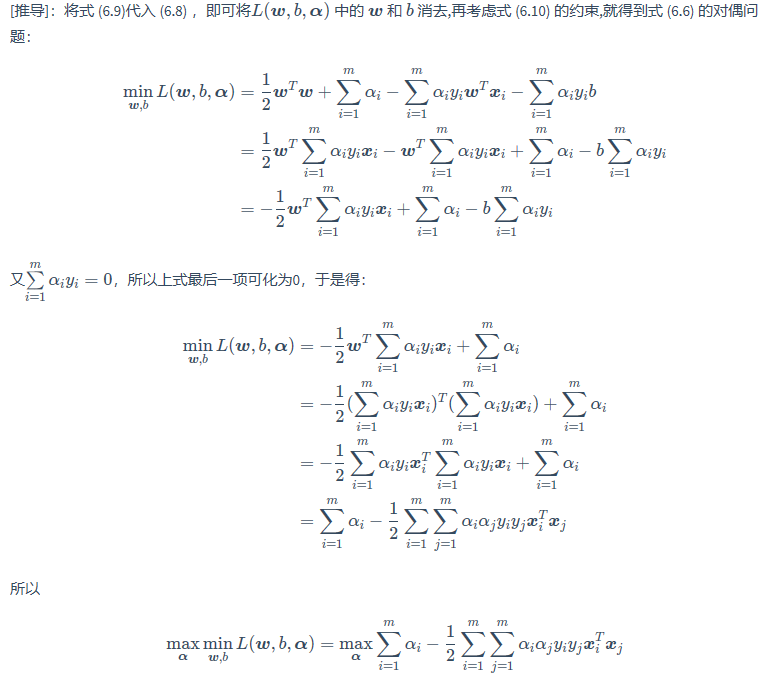 [推导]：将式 (6.9)代入 (6.8) ，即可将$L(\boldsymbol{w},b,\boldsymbol{\alpha})$ 中的 $\boldsymbol{w}$ 和 $b$ 消去,再考虑式 (6.10) 的约束,就得到式 (6.6) 的对偶问
题：
$\min_{\boldsymbol{w},b} L(\boldsymbol{w},b,\boldsymbol{\alpha}) = \frac{1}{2}\boldsymbol{w}^T\boldsymbol{w} + \sum_{i=1}^m \alpha_i - \sum_{i=1}^m \alpha_i y_i \boldsymbol{w}^T \boldsymbol{x}_i - \sum_{i=1}^m \alpha_i y_i b$
$= \frac{1}{2}\boldsymbol{w}^T \sum_{i=1}^m \alpha_i y_i \boldsymbol{x}_i - \boldsymbol{w}^T \sum_{i=1}^m \alpha_i y_i \boldsymbol{x}_i + \sum_{i=1}^m \alpha_i - b \sum_{i=1}^m \alpha_i y_i$
$= -\frac{1}{2}\boldsymbol{w}^T \sum_{i=1}^m \alpha_i y_i \boldsymbol{x}_i + \sum_{i=1}^m \alpha_i - b \sum_{i=1}^m \alpha_i y_i$
又$\sum_{i=1}^m \alpha_i y_i = 0$，所以上式最后一项可化为0，于是得：
$\min_{\boldsymbol{w},b} L(\boldsymbol{w},b,\boldsymbol{\alpha}) = -\frac{1}{2}\boldsymbol{w}^T \sum_{i=1}^m \alpha_i y_i \boldsymbol{x}_i + \sum_{i=1}^m \alpha_i$
$= -\frac{1}{2}(\sum_{i=1}^m \alpha_i y_i \boldsymbol{x}_i)^T (\sum_{i=1}^m \alpha_i y_i \boldsymbol{x}_i) + \sum_{i=1}^m \alpha_i$
$= -\frac{1}{2}\sum_{i=1}^m \alpha_i y_i \boldsymbol{x}_i^T \sum_{i=1}^m \alpha_i y_i \boldsymbol{x}_i + \sum_{i=1}^m \alpha_i$
$= \sum_{i=1}^m \alpha_i - \frac{1}{2}\sum_{i=1}^m \sum_{j=1}^m \alpha_i \alpha_j y_i y_j \boldsymbol{x}_i^T \boldsymbol{x}_j$
所以
$\max_{\boldsymbol{\alpha}} \min_{\boldsymbol{w},b} L(\boldsymbol{w},b,\boldsymbol{\alpha}) = \max_{\boldsymbol{\alpha}} \sum_{i=1}^m \alpha_i - \frac{1}{2}\sum_{i=1}^m \sum_{j=1}^m \alpha_i \alpha_j y_i y_j \boldsymbol{x}_i^T \boldsymbol{x}_j$